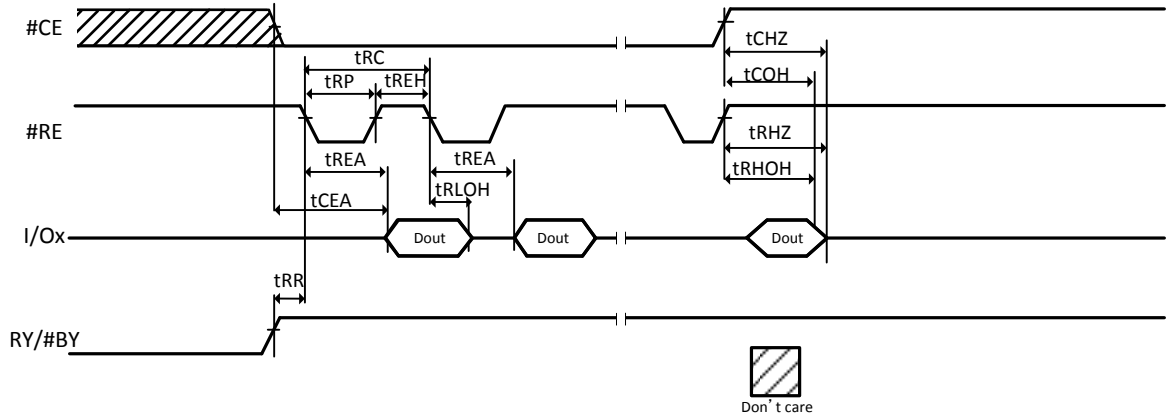 #CE
tCHZ
tRC
tCOH
tRP
tREH
#RE
tRHZ
tREA
tREA
tRHOH
tRLOH
tCEA
I/Ox
Dout
Dout
Dout
tRR
RY/#BY
Don't care